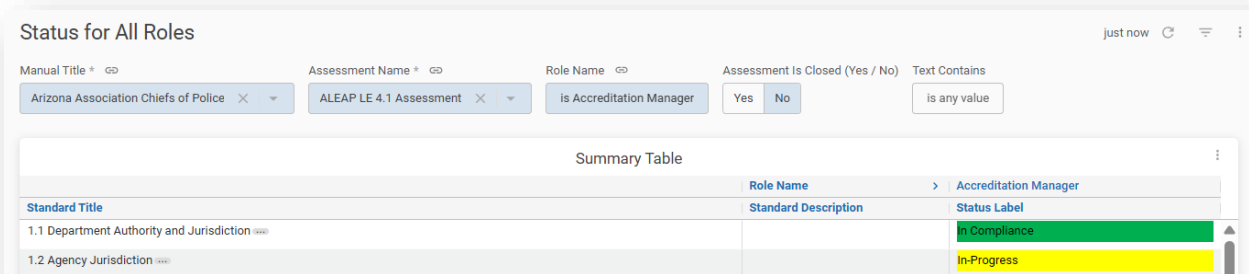 Status for All Roles
just now
Manual Title *
Assessment Name *
Role Name
Assessment Is Closed (Yes / No)
Text Contains
Arizona Association Chiefs of Police
ALEAP LE 4.1 Assessment
is Accreditation Manager
Yes No
is any value
Summary Table
Role Name
Accreditation Manager
Standard Title
Standard Description
Status Label
1.1 Department Authority and Jurisdiction ...
In Compliance
1.2 Agency Jurisdiction ...
In-Progress